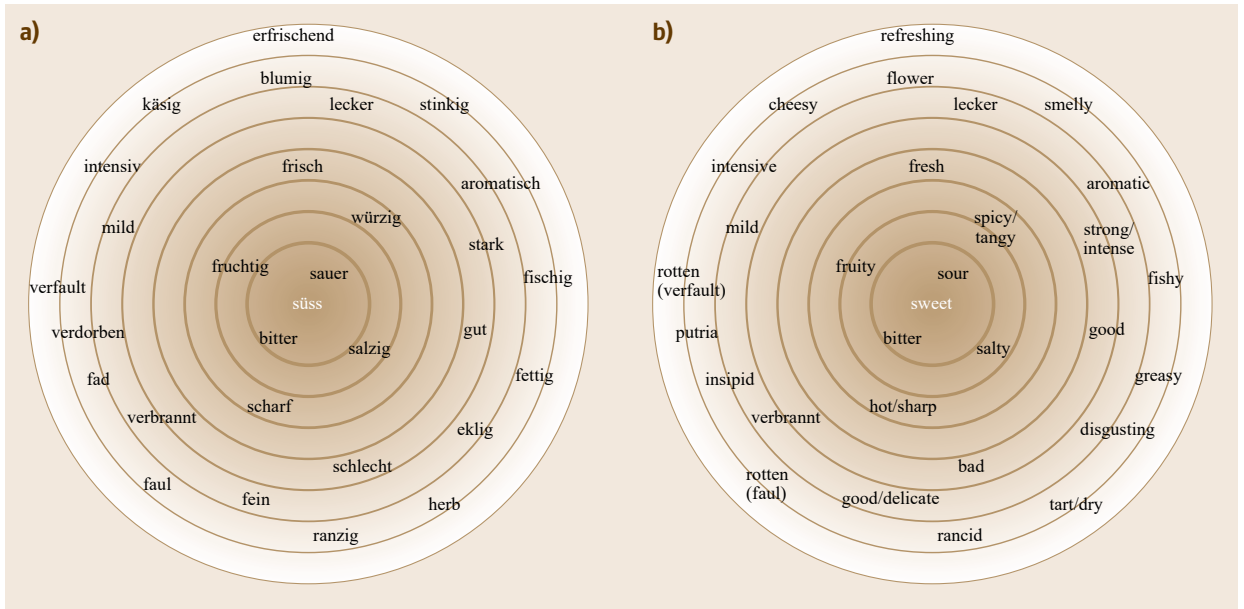 a)
erfrischend
blumig
käsig
lecker
stinkig
intensiv
frisch
aromatisch
mild
würzig
stark
fruchtig
sauer
fischig
verfault
süss
verdorben
bitter
salzig
gut
fad
fettig
verbrannt
scharf
eklig
schlecht
faul
fein
herb
ranzig
b)
refreshing
flower
cheesy
lecker
smelly
intensive
fresh
aromatic
mild
spicy/
tangy
strong/
intense
fruity
sour
fishy
rotten
(verfault)
sweet
putria
bitter
salty
good
insipid
greasy
verbrannt
hot/sharp
disgusting
bad
rotten
(faul)
good/delicate
tart/dry
rancid